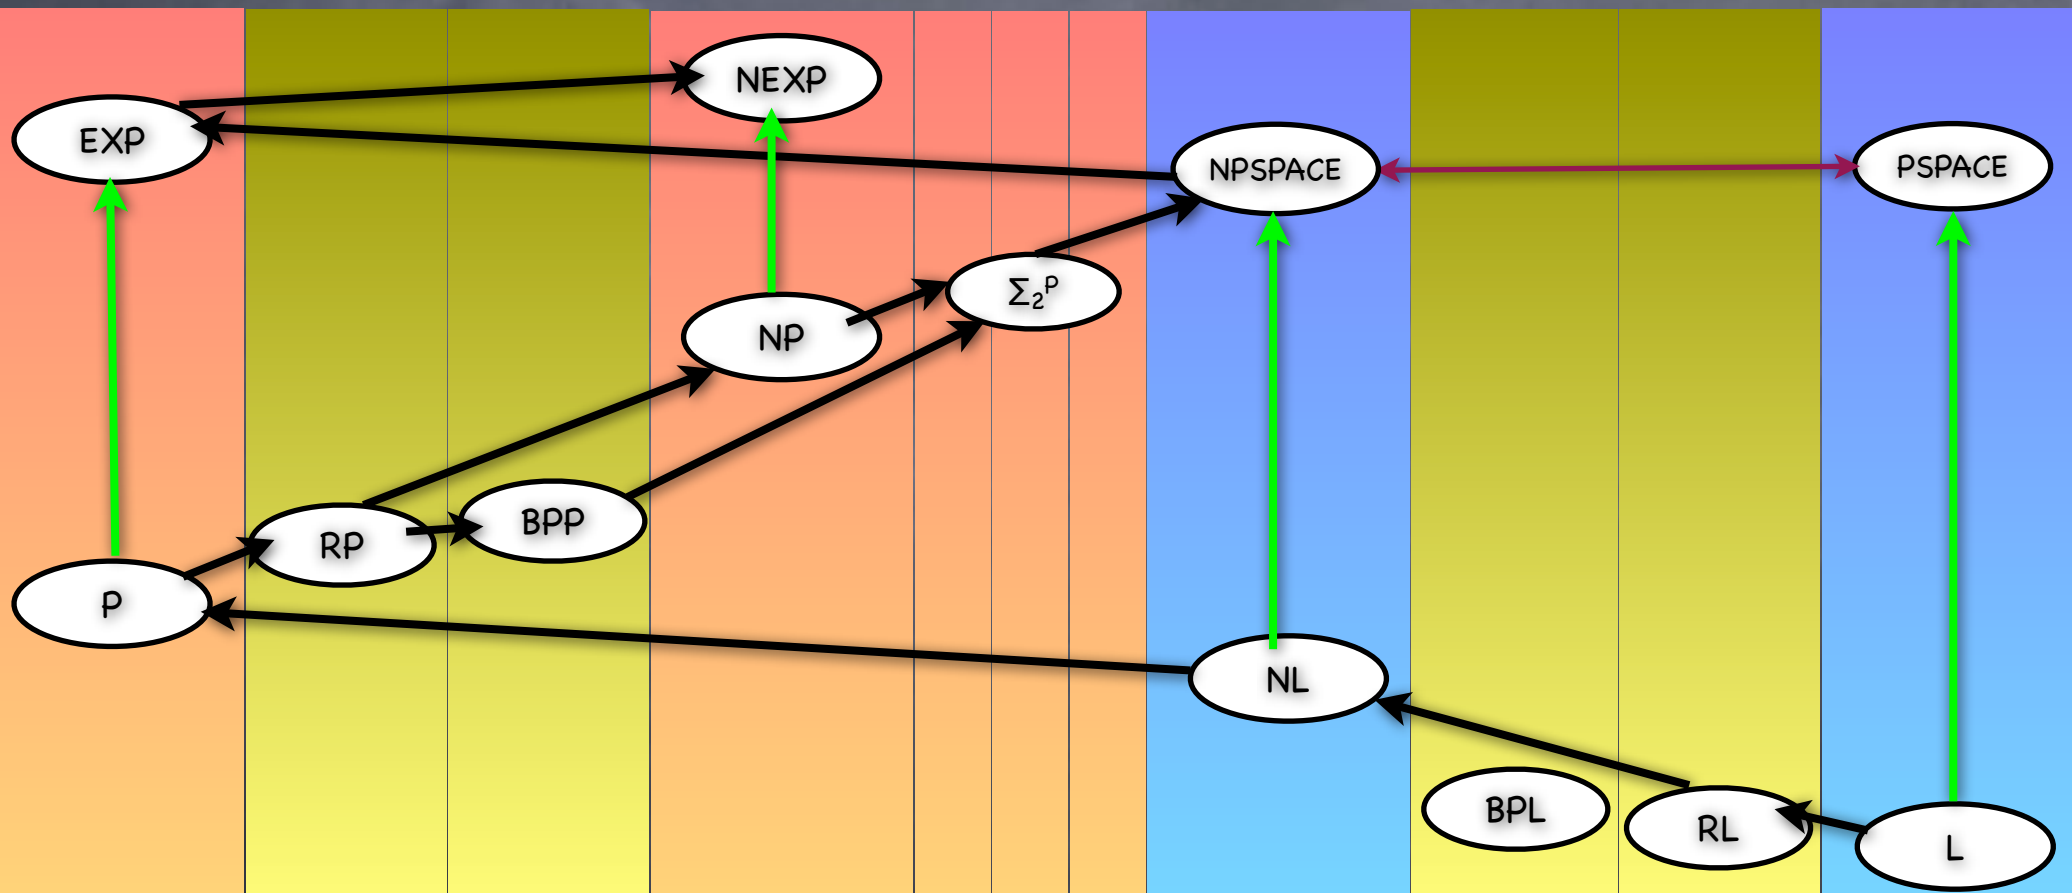 NEXP
EXP
NPSPACE
PSPACE
Σ₂ᴾ
NP
BPP
RP
P
NL
BPL
RL
L